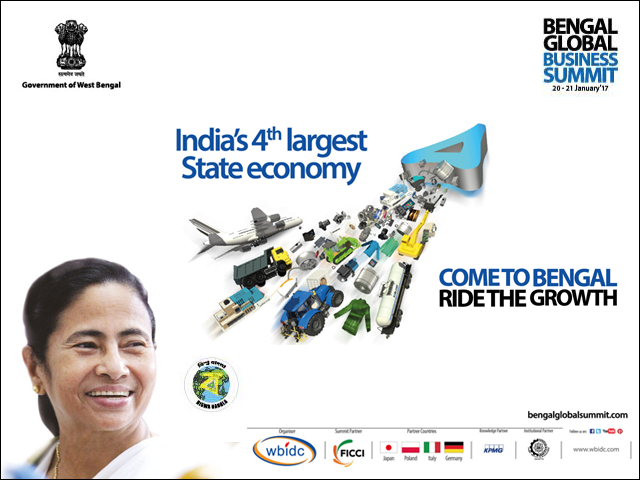 सत्यमेव जयते
Government of West Bengal
BENGAL
GLOBAL
BUSINESS
SUMMIT
20 - 21 January'17
India's 4th largest
State economy
COME TO BENGAL
RIDE THE GROWTH
বিশ্ব বাংলা
ব
BISWA BANGLA
bengalglobalsummit.com
Organiser
Summit Partner
Partner Countries
Knowledge Partner
Institutional Partner
Follow us on:
wbidc
FICCI
Japan
Poland
Italy
Germany
KPMG
www.wbidc.com